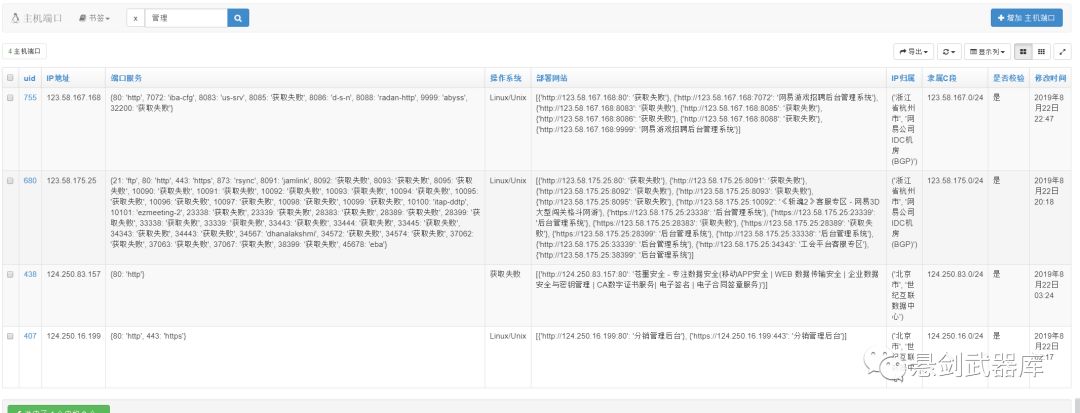 主机端口 书签 x 管理 增加 主机端口
4 主机端口 导出 显示列
uid IP地址 端口服务 操作系统 部署网站 IP归属 隶属C段 是否校验 修改时间
755 123.58.167.168 {80: 'http', 7072: 'iba-cfg', 8083: 'us-srv', 8085: '获取失败', 8086: 'd-s-n', 8088: 'radan-http', 9999: 'abyss',
32200: '获取失败'}
Linux/Unix
[{'http://123.58.167.168:80': '获取失败'}, {'http://123.58.167.168:7072': '网易游戏招聘后台管理系统'},
{'http://123.58.167.168:8083': '获取失败'}, {'http://123.58.167.168:8085': '获取失败'},
{'http://123.58.167.168:8086': '获取失败'}, {'http://123.58.167.168:8088': '获取失败'},
{'http://123.58.167.168:9999': '网易游戏招聘后台管理系统'}]
('浙江
省杭州
市', '网
易公司
IDC机
房
(BGP)')
123.58.167.0/24
是
2019年8
月22日
22:47
680 123.58.175.25 {21: 'ftp', 80: 'http', 443: 'https', 873: 'rsync', 8091: 'jamlink', 8092: '获取失败', 8093: '获取失败', 8095: '获取
失败', 10090: '获取失败', 10091: '获取失败', 10092: '获取失败', 10093: '获取失败', 10094: '获取失败', 10095:
'获取失败', 10096: '获取失败', 10097: '获取失败', 10098: '获取失败', 10099: '获取失败', 10100: 'itap-ddtp',
10101: 'ezmeeting-2', 23338: '获取失败', 23339: '获取失败', 28383: '获取失败', 28389: '获取失败', 28399: '获
取失败', 33338: '获取失败', 33339: '获取失败', 33443: '获取失败', 33444: '获取失败', 33445: '获取失败',
34343: '获取失败', 34443: '获取失败', 34567: 'dhanalakshmi', 34572: '获取失败', 34574: '获取失败', 37062:
'获取失败', 37063: '获取失败', 37067: '获取失败', 38399: '获取失败', 45678: 'eba'}
Linux/Unix
[{'http://123.58.175.25:80': '获取失败'}, {'http://123.58.175.25:8091': '获取失败'},
{'http://123.58.175.25:8092': '获取失败'}, {'http://123.58.175.25:8093': '获取失败'},
{'http://123.58.175.25:8095': '获取失败'}, {'http://123.58.175.25:10092': '《斩魂2》客服专区 - 网易3D
大型闯关格斗网游'}, {'https://123.58.175.25:23338': '后台管理系统'}, {'https://123.58.175.25:23339':
'后台管理系统'}, {'https://123.58.175.25:28383': '获取失败'}, {'https://123.58.175.25:28389': '获取失
败'}, {'https://123.58.175.25:28399': '后台管理系统'}, {'https://123.58.175.25:33338': '后台管理系统'},
{'https://123.58.175.25:33339': '后台管理系统'}, {'http://123.58.175.25:34343': '工会平台客服专区'},
{'https://123.58.175.25:38399': '后台管理系统'}]
('浙江
省杭州
市', '网
易公司
IDC机
房
(BGP)')
123.58.175.0/24
是
2019年8
月22日
20:18
438 124.250.83.157 {80: 'http'} 获取失败
[{'http://124.250.83.157:80': '苍墨安全 - 专注数据安全(移动APP安全 | WEB 数据传输安全 | 企业数据
安全与密钥管理 | CA数字证书服务| 电子签名 | 电子合同签章服务)'}]
('北京
市', '世
纪互联
数据中
心')
124.250.83.0/24
是
2019年8
月22日
03:24
407 124.250.16.199 {80: 'http', 443: 'https'} Linux/Unix
[{'http://124.250.16.199:80': '分销管理后台'}, {'https://124.250.16.199:443': '分销管理后台'}]
('北京
市', '世
纪互联
124.250.16.0/24
是
2019年8
月22日
悬剑武器库